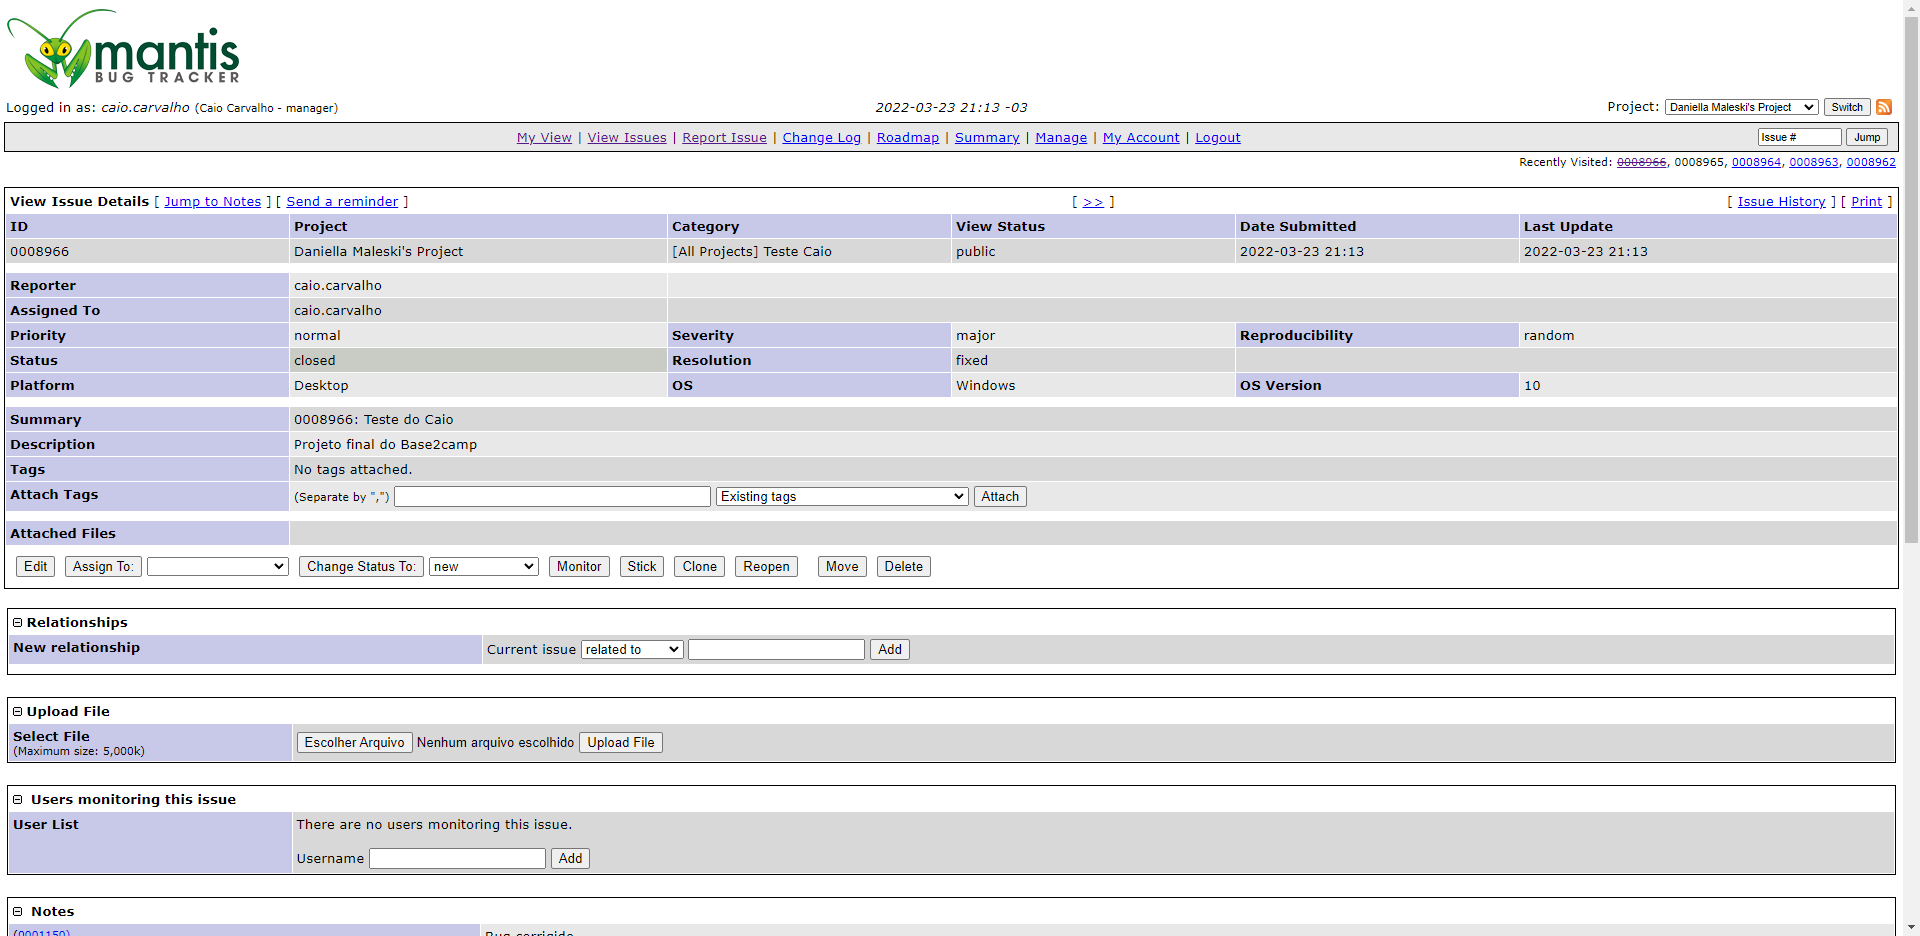 mantis
BUG TRACKER
Logged in as: caio.carvalho (Caio Carvalho - manager) 2022-03-23 21:13 -03 Project: Daniella Maleski's Project Switch
My View | View Issues | Report Issue | Change Log | Roadmap | Summary | Manage | My Account | Logout Issue # Jump
Recently Visited: 0008966, 0008965, 0008964, 0008963, 0008962
View Issue Details [ Jump to Notes ] [ Send a reminder ] [ >> ] [ Issue History ] [ Print ]
ID Project Category View Status Date Submitted Last Update
0008966 Daniella Maleski's Project [All Projects] Teste Caio public 2022-03-23 21:13 2022-03-23 21:13
Reporter caio.carvalho
Assigned To caio.carvalho
Priority normal Severity major Reproducibility random
Status closed Resolution fixed
Platform Desktop OS Windows OS Version 10
Summary 0008966: Teste do Caio
Description Projeto final do Base2camp
Tags No tags attached.
Attach Tags (Separate by ",") Existing tags Attach
Attached Files
Edit Assign To: Change Status To: new Monitor Stick Clone Reopen Move Delete
Relationships
New relationship Current issue related to Add
Upload File
Select File
(Maximum size: 5,000k) Escolher Arquivo Nenhum arquivo escolhido Upload File
Users monitoring this issue
User List There are no users monitoring this issue.
Username Add
Notes
(0001150) Bug corrigido